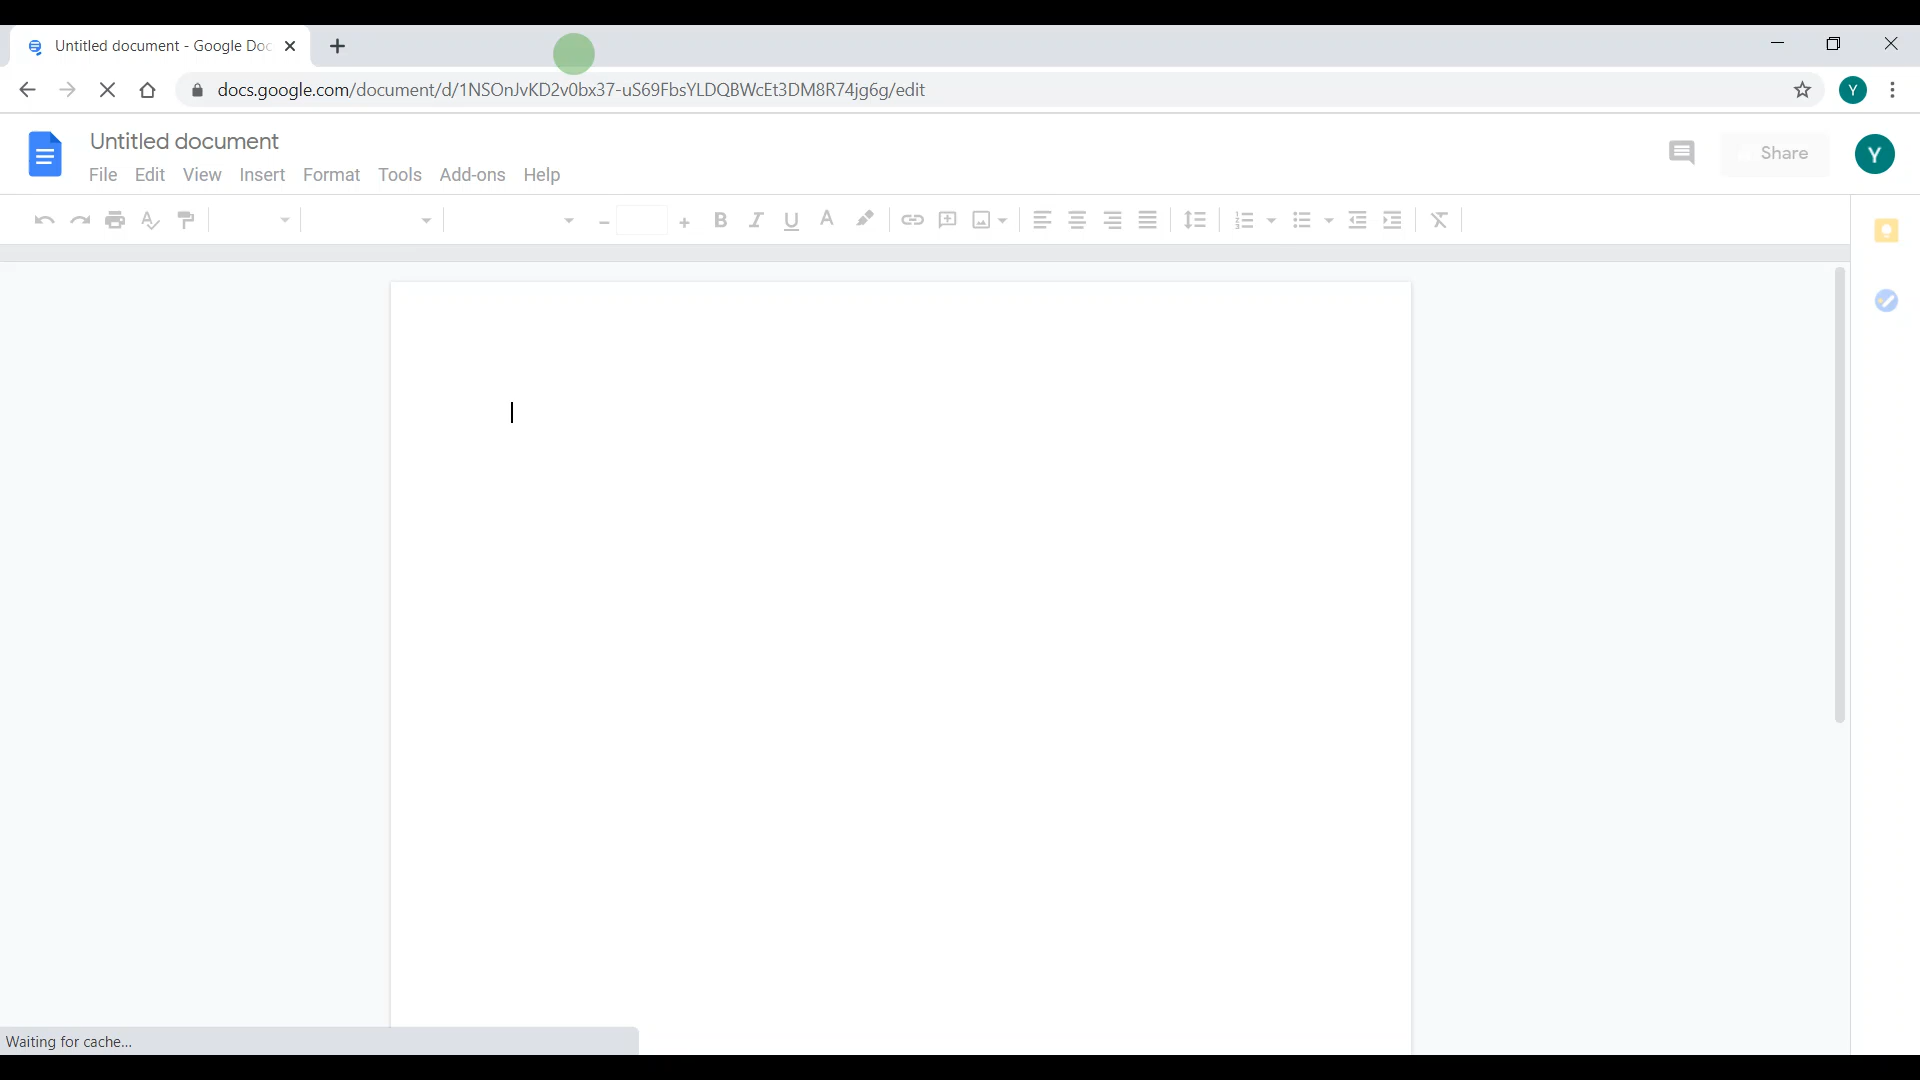 Untitled document - Google Doc
docs.google.com/document/d/1NSOnJvKD2v0bx37-uS69FbsYLDQBWcEt3DM8R74jg6g/edit
Y
Untitled document
Share
Y
File Edit View Insert Format Tools Add-ons Help
B I U A
Waiting for cache...